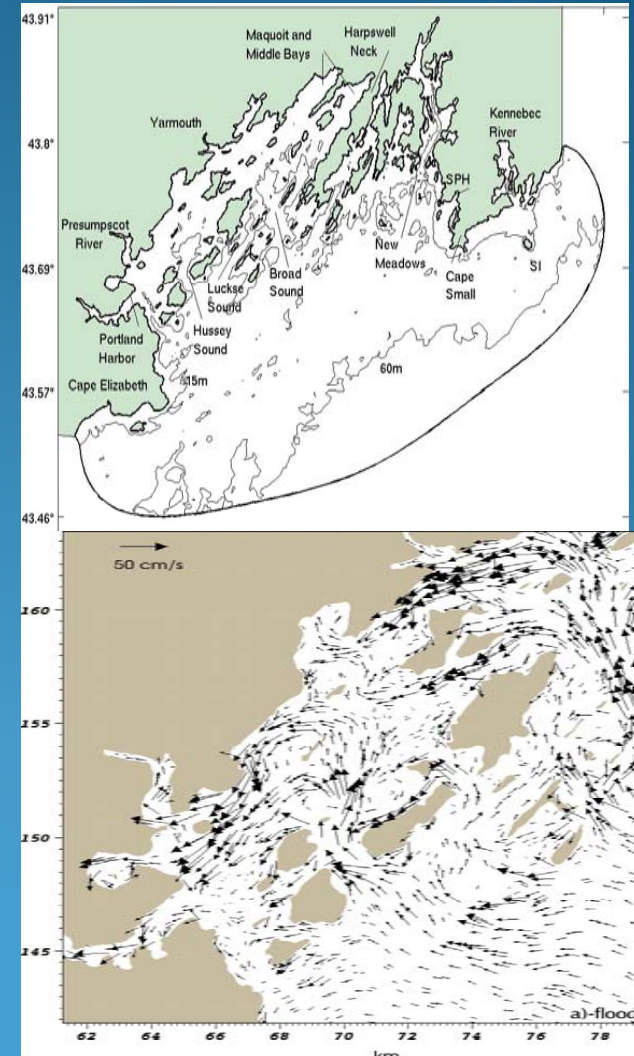 43.91°
Maquoit and
Middle Bays
Harpswell
Neck
Yarmouth
Kennebec
River
43.8°
SPH
Presumpscot
River
New
Meadows
43.69°
Broad
Sound
Luckse
Sound
Cape
Small
SI
Hussey
Sound
Portland
Harbor
15m
60m
Cape Elizabeth
43.57°
43.46°
50 cm/s
160
155
150
145
a)-flood
62 64 66 68 70 72 74 76 78
km